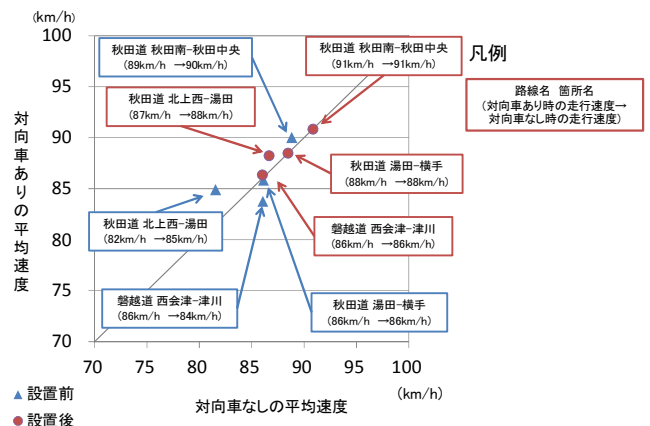 (km/h)
100
95
90
85
80
75
70
対向車ありの平均速度
70 75 80 85 90 95 100
(km/h)
対向車なしの平均速度
秋田道 秋田南-秋田中央
(89km/h →90km/h)
秋田道 秋田南-秋田中央
(91km/h →91km/h)
凡例
路線名 箇所名
(対向車あり時の走行速度→
対向車なし時の走行速度)
秋田道 北上西-湯田
(87km/h →88km/h)
秋田道 湯田-横手
(88km/h →88km/h)
秋田道 北上西-湯田
(82km/h →85km/h)
磐越道 西会津-津川
(86km/h →86km/h)
磐越道 西会津-津川
(86km/h →84km/h)
秋田道 湯田-横手
(86km/h →86km/h)
▲ 設置前
● 設置後